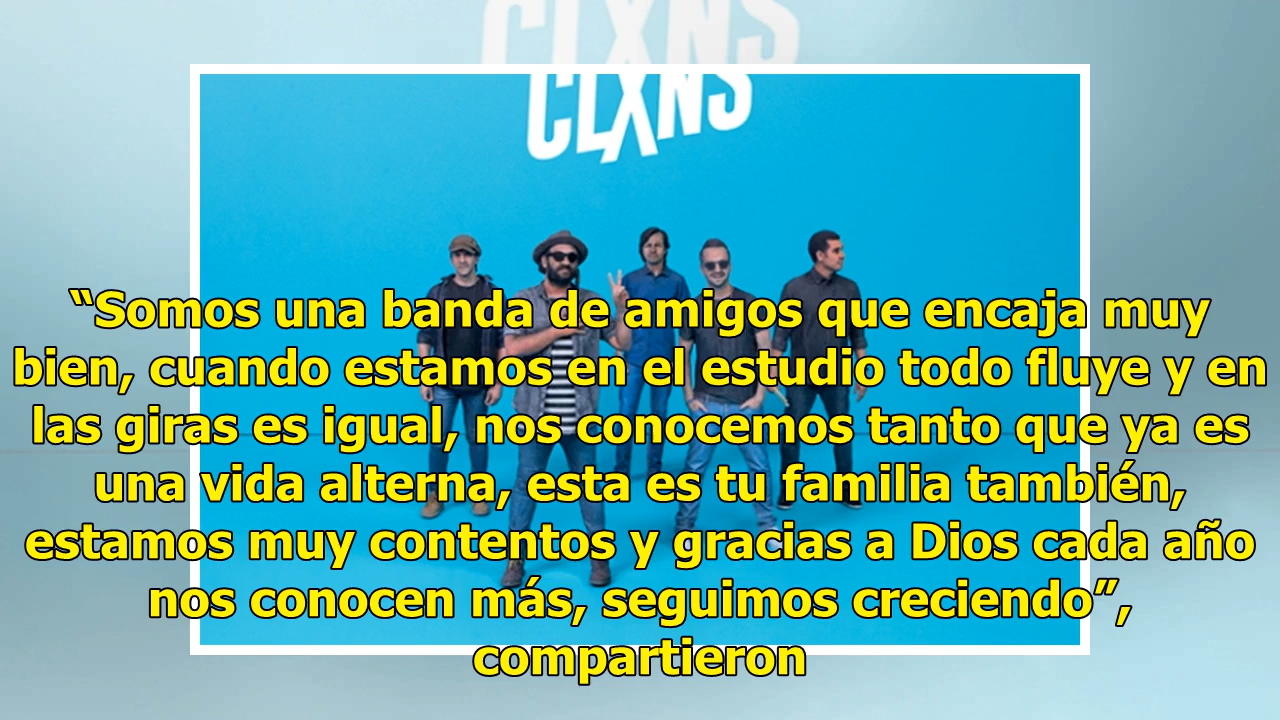 CLXNS
CLXNS
“Somos una banda de amigos que encaja muy
bien, cuando estamos en el estudio todo fluye y en
las giras es igual, nos conocemos tanto que ya es
una vida alterna, esta es tu familia también,
estamos muy contentos y gracias a Dios cada año
nos conocen más, seguimos creciendo”,
compartieron